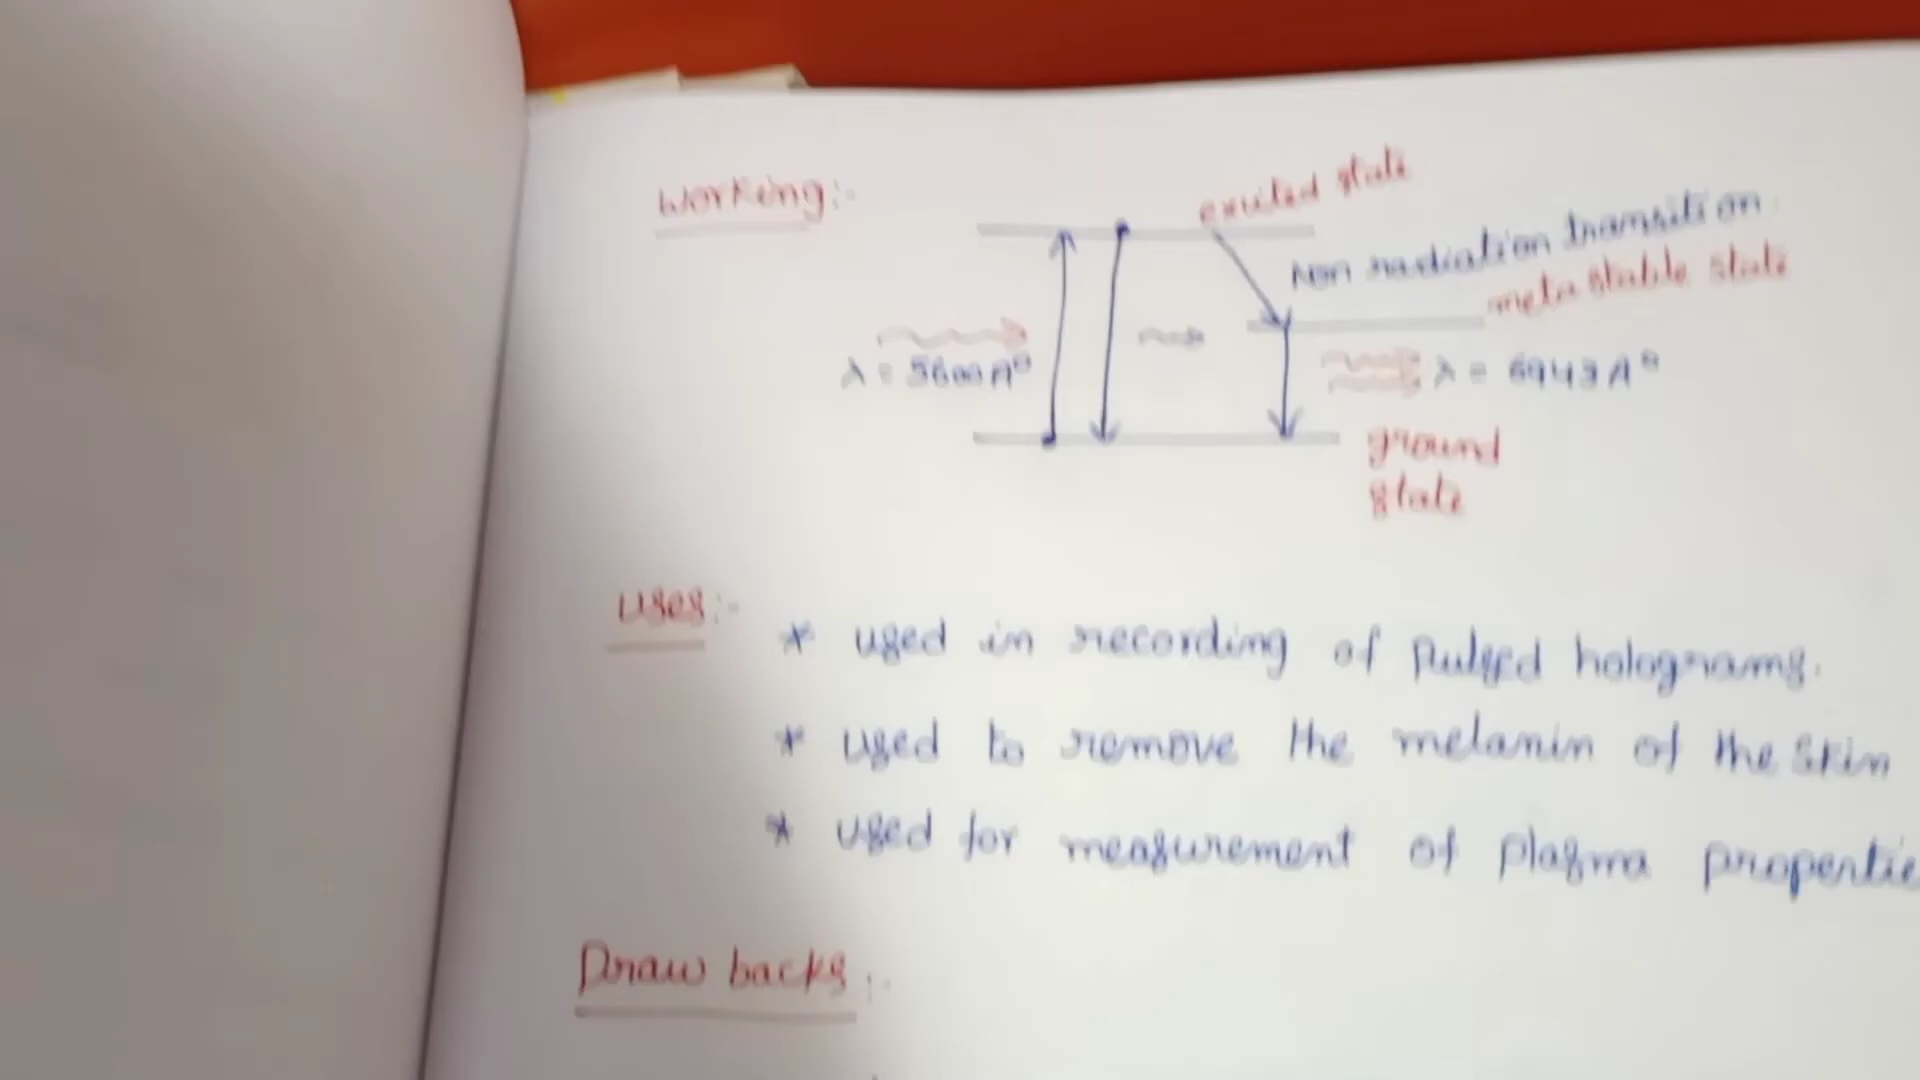 Working:-
excited state
Non radiation transition
meta stable state
λ = 5600 A°
λ = 6943 A°
ground
state
uses:-
* used in recording of pulsed holograms.
* used to remove the melanin of the skin
* used for measurement of plasma propertie
Draw backs :-